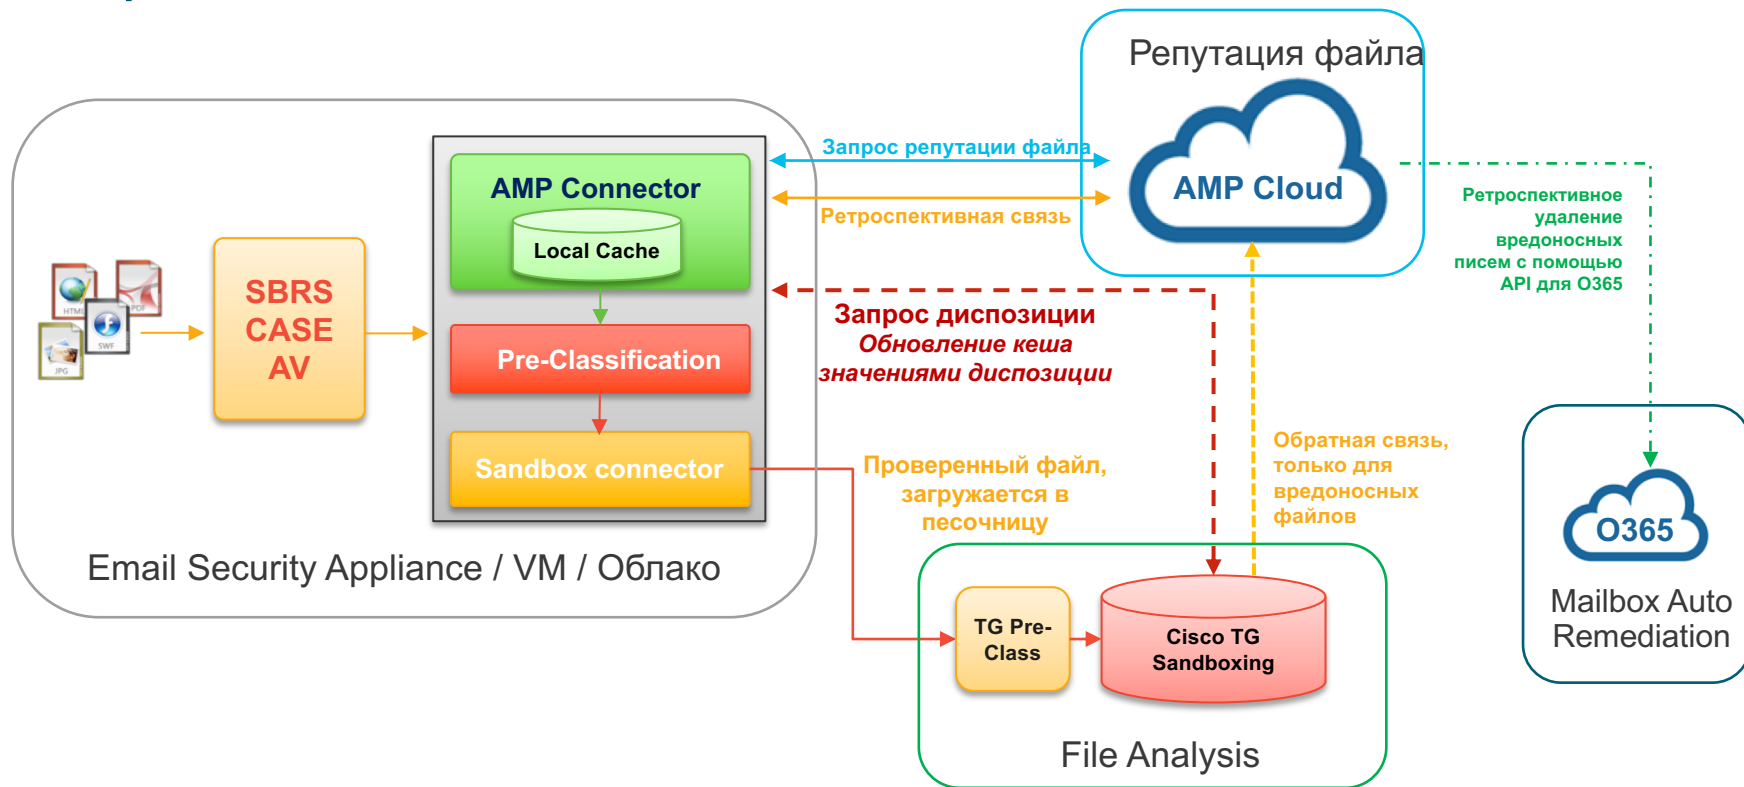 Репутация файла
AMP Cloud
Запрос репутации файла
Ретроспективная связь
AMP Connector
Local Cache
HTML
PDF
SWF
JPG
SBRS
CASE
AV
Pre-Classification
Sandbox connector
Email Security Appliance / VM / Облако
Запрос диспозиции
Обновление кеша
значениями диспозиции
Ретроспективное
удаление
вредоносных
писем с помощью
API для O365
Проверенный файл,
загружается в
песочницу
Обратная связь,
только для
вредоносных
файлов
O365
Mailbox Auto
Remediation
TG Pre-
Class
Cisco TG
Sandboxing
File Analysis